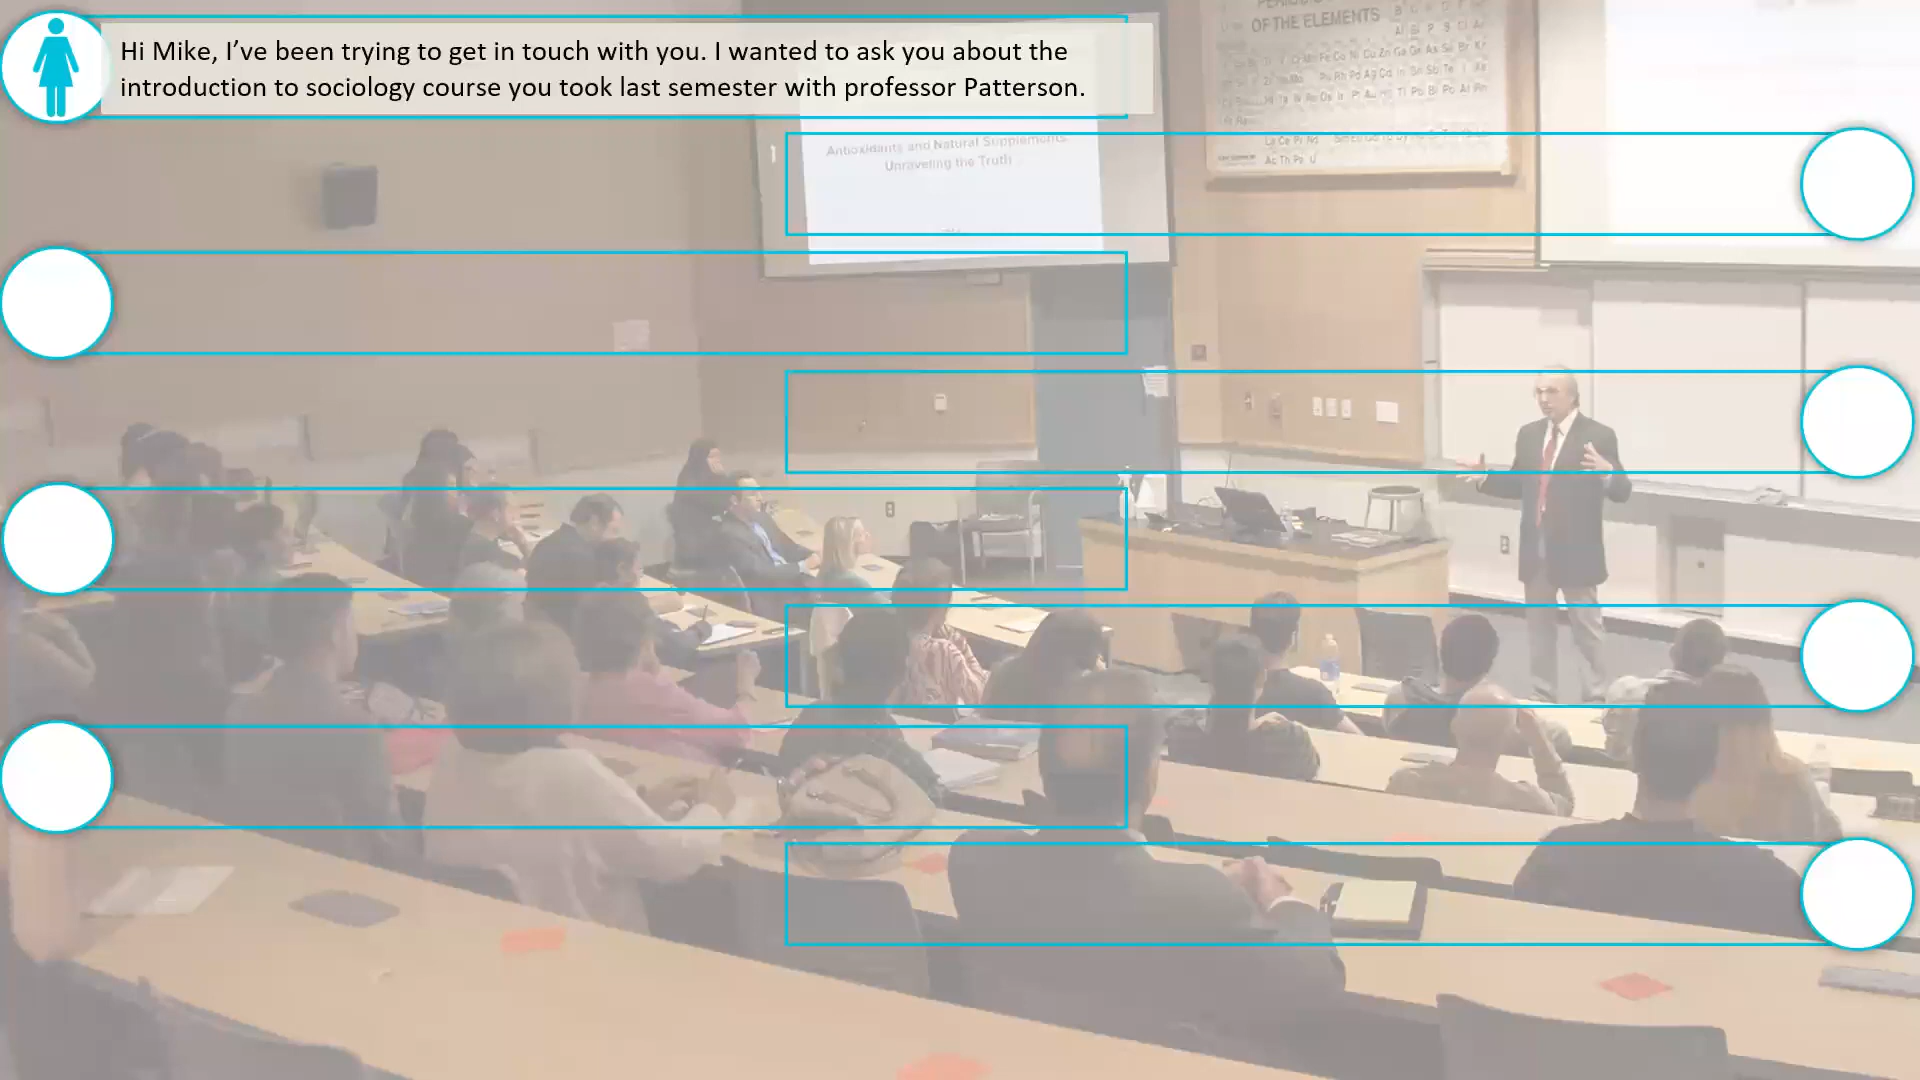 Hi Mike, I’ve been trying to get in touch with you. I wanted to ask you about the
introduction to sociology course you took last semester with professor Patterson.
OF THE ELEMENTS
Antioxidants and Natural Supplements
Unraveling the Truth